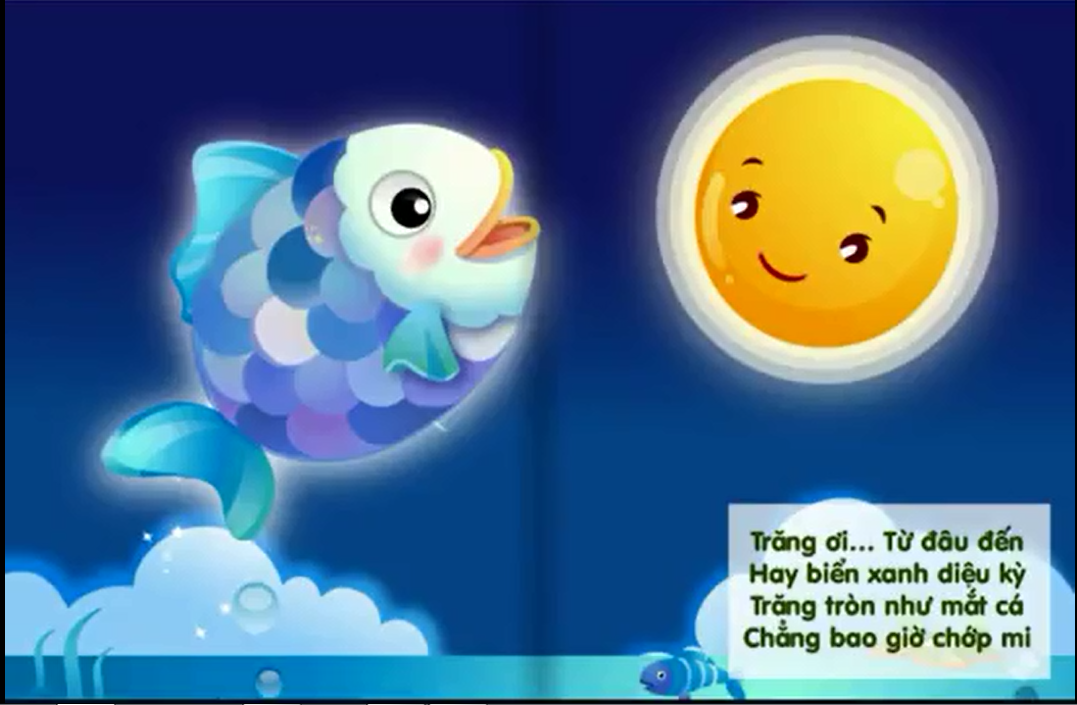 Trăng ơi... Từ đâu đến
Hay biển xanh diệu kỳ
Trăng tròn như mắt cá
Chẳng bao giờ chớp mi